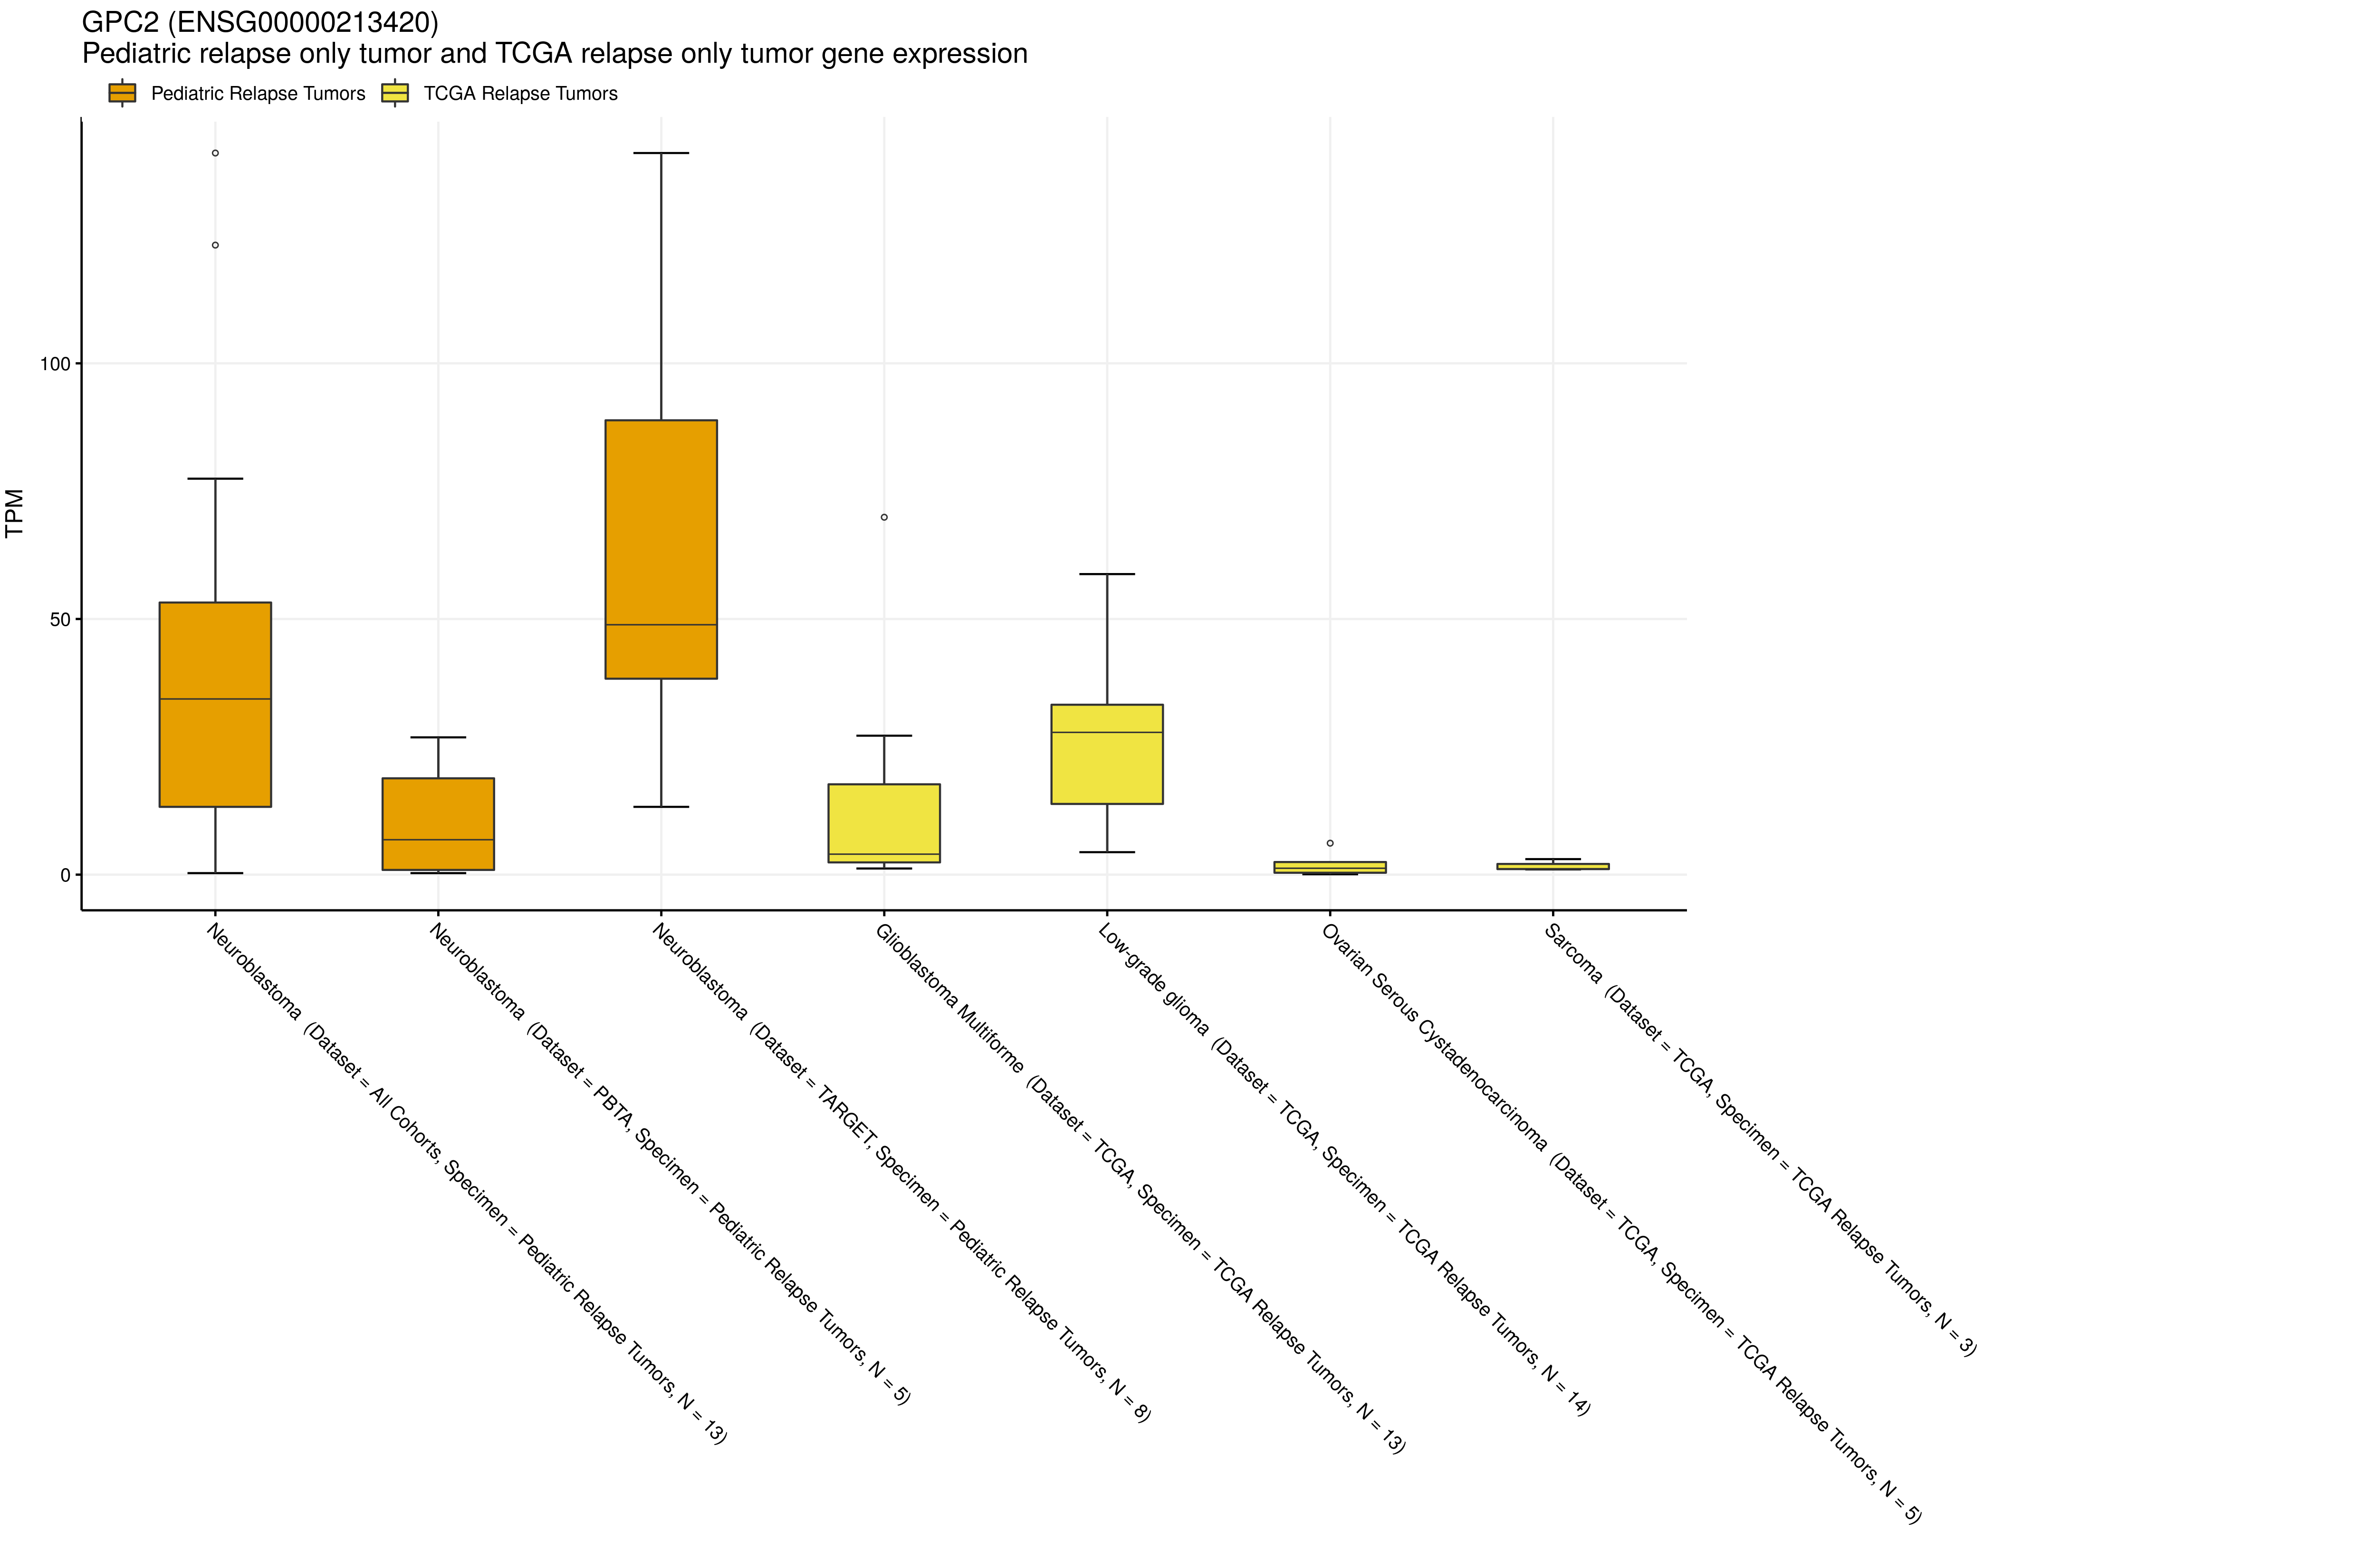 GPC2 (ENSG00000213420)
Pediatric relapse only tumor and TCGA relapse only tumor gene expression
Pediatric Relapse Tumors
TCGA Relapse Tumors
TPM
100
50
0
Neuroblastoma  (Dataset = All Cohorts, Specimen = Pediatric Relapse Tumors, N = 13)
Neuroblastoma  (Dataset = PBTA, Specimen = Pediatric Relapse Tumors, N = 5)
Neuroblastoma  (Dataset = TARGET, Specimen = Pediatric Relapse Tumors, N = 8)
Glioblastoma Multiforme  (Dataset = TCGA, Specimen = TCGA Relapse Tumors, N = 13)
Low-grade glioma  (Dataset = TCGA, Specimen = TCGA Relapse Tumors, N = 14)
Ovarian Serous Cystadenocarcinoma  (Dataset = TCGA, Specimen = TCGA Relapse Tumors, N = 5)
Sarcoma  (Dataset = TCGA, Specimen = TCGA Relapse Tumors, N = 3)